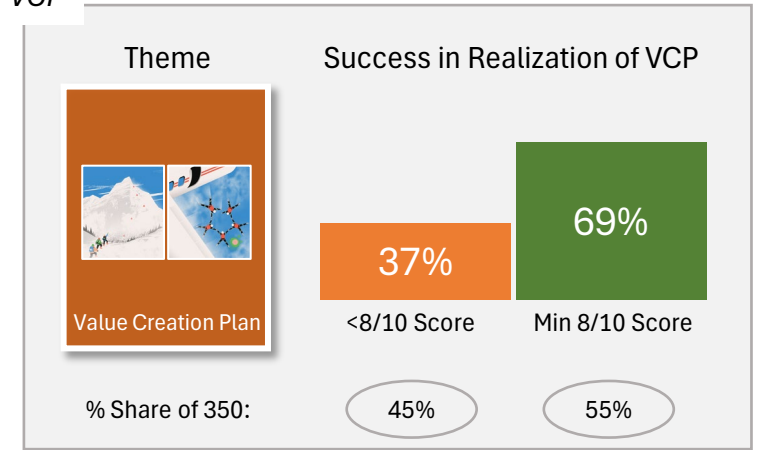 VCP
Theme
Success in Realization of VCP
69%
37%
Value Creation Plan
<8/10 Score
Min 8/10 Score
% Share of 350:
45%
55%